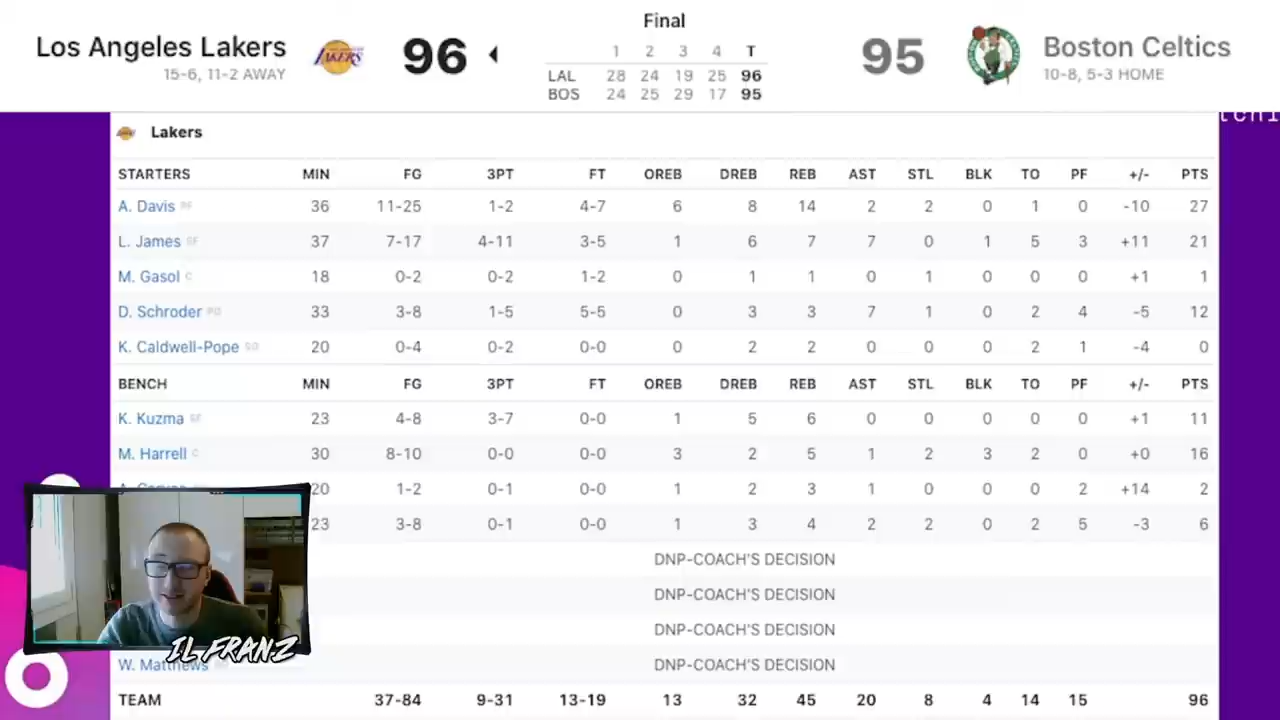 Final
Los Angeles Lakers
15-6, 11-2 AWAY
LAKERS
96
1 2 3 4 T
LAL 28 24 19 25 96
BOS 24 25 29 17 95
95
Boston Celtics
10-8, 5-3 HOME
Lakers
STARTERS MIN FG 3PT FT OREB DREB REB AST STL BLK TO PF +/- PTS
A. Davis PF 36 11-25 1-2 4-7 6 8 14 2 2 0 1 0 -10 27
L. James SF 37 7-17 4-11 3-5 1 6 7 7 0 1 5 3 +11 21
M. Gasol C 18 0-2 0-2 1-2 0 1 1 0 1 0 0 0 +1 1
D. Schroder PG 33 3-8 1-5 5-5 0 3 3 7 1 0 2 4 -5 12
K. Caldwell-Pope SG 20 0-4 0-2 0-0 0 2 2 0 0 0 2 1 -4 0
BENCH MIN FG 3PT FT OREB DREB REB AST STL BLK TO PF +/- PTS
K. Kuzma SF 23 4-8 3-7 0-0 1 5 6 0 0 0 0 0 +1 11
M. Harrell C 30 8-10 0-0 0-0 3 2 5 1 2 3 2 0 +0 16
20 1-2 0-1 0-0 1 2 3 1 0 0 0 2 +14 2
23 3-8 0-1 0-0 1 3 4 2 2 0 2 5 -3 6
DNP-COACH'S DECISION
DNP-COACH'S DECISION
DNP-COACH'S DECISION
W. Matthews DNP-COACH'S DECISION
TEAM 37-84 9-31 13-19 13 32 45 20 8 4 14 15 96
IL FRANZ